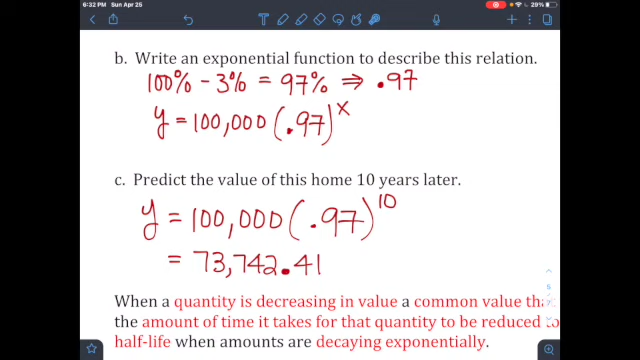 6:32 PM Sun Apr 25
29%
b. Write an exponential function to describe this relation.
100% - 3% = 97% ⇒ .97
y = 100,000 (.97)^x
c. Predict the value of this home 10 years later.
y = 100,000 (.97)^10
= 73,742.41
5
When a quantity is decreasing in value a common value
the amount of time it takes for that quantity to be reduced to
half-life when amounts are decaying exponentially.